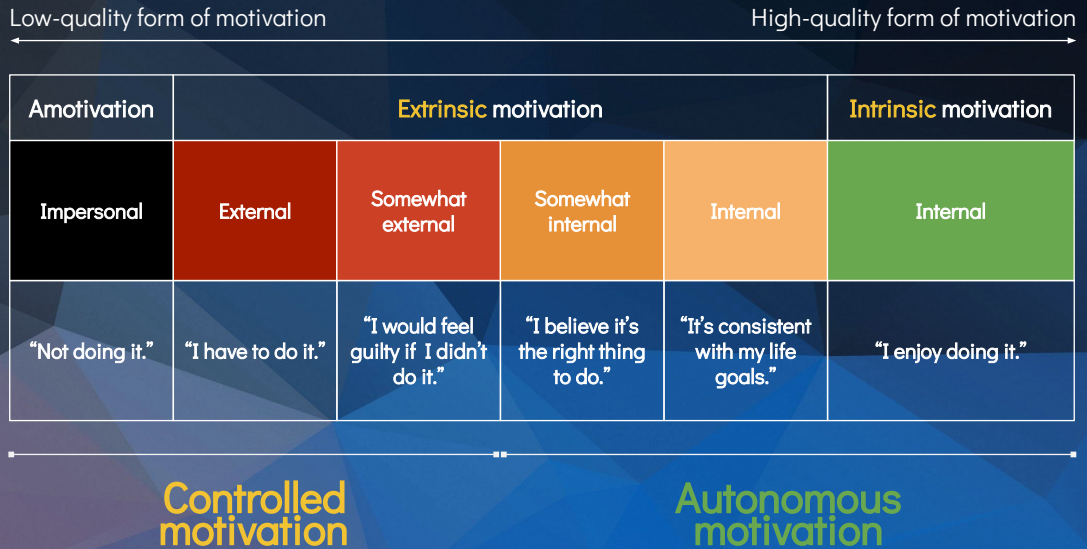 Low-quality form of motivation
High-quality form of motivation
Amotivation
Extrinsic motivation
Intrinsic motivation
Impersonal
External
Somewhat
external
Somewhat
internal
Internal
Internal
“Not doing it.”
“I have to do it.”
“I would feel
guilty if I didn’t
do it.”
“I believe it’s
the right thing
to do.”
“It’s consistent
with my life
goals.”
“I enjoy doing it.”
Controlled
motivation
Autonomous
motivation